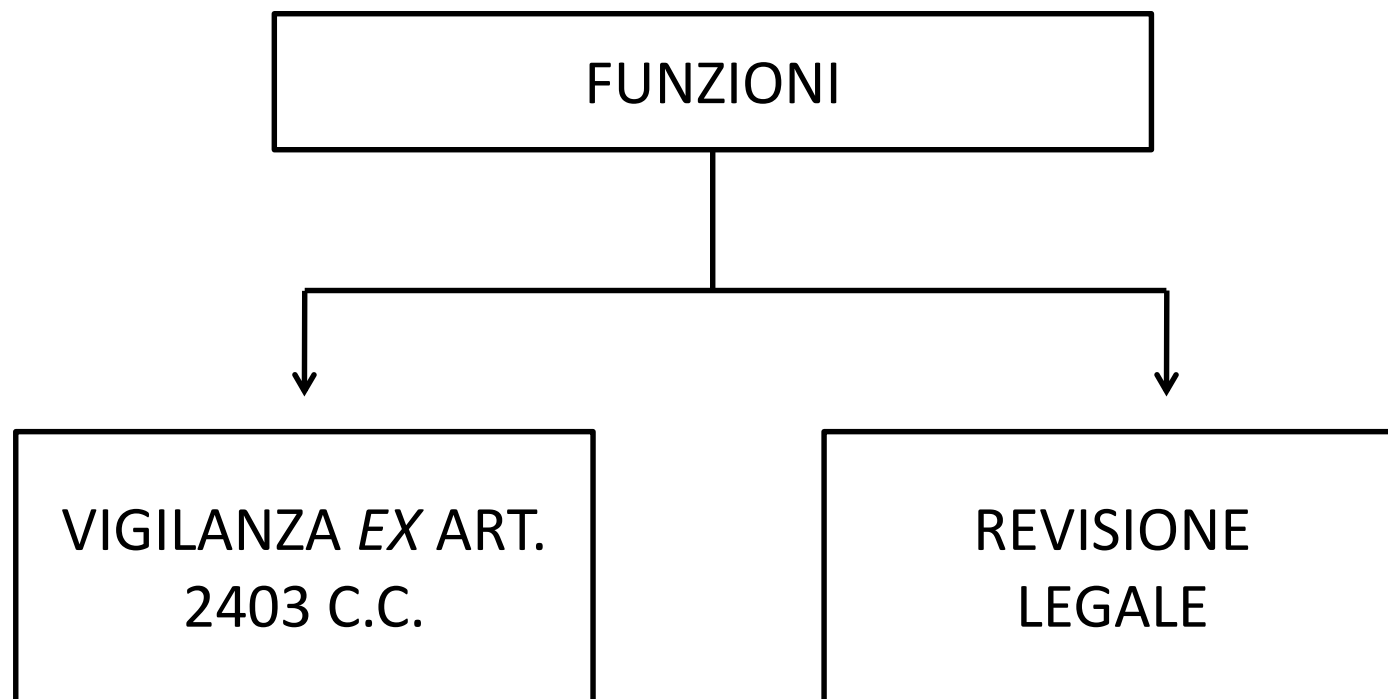 FUNZIONI
VIGILANZA EX ART.
2403 C.C.
REVISIONE
LEGALE